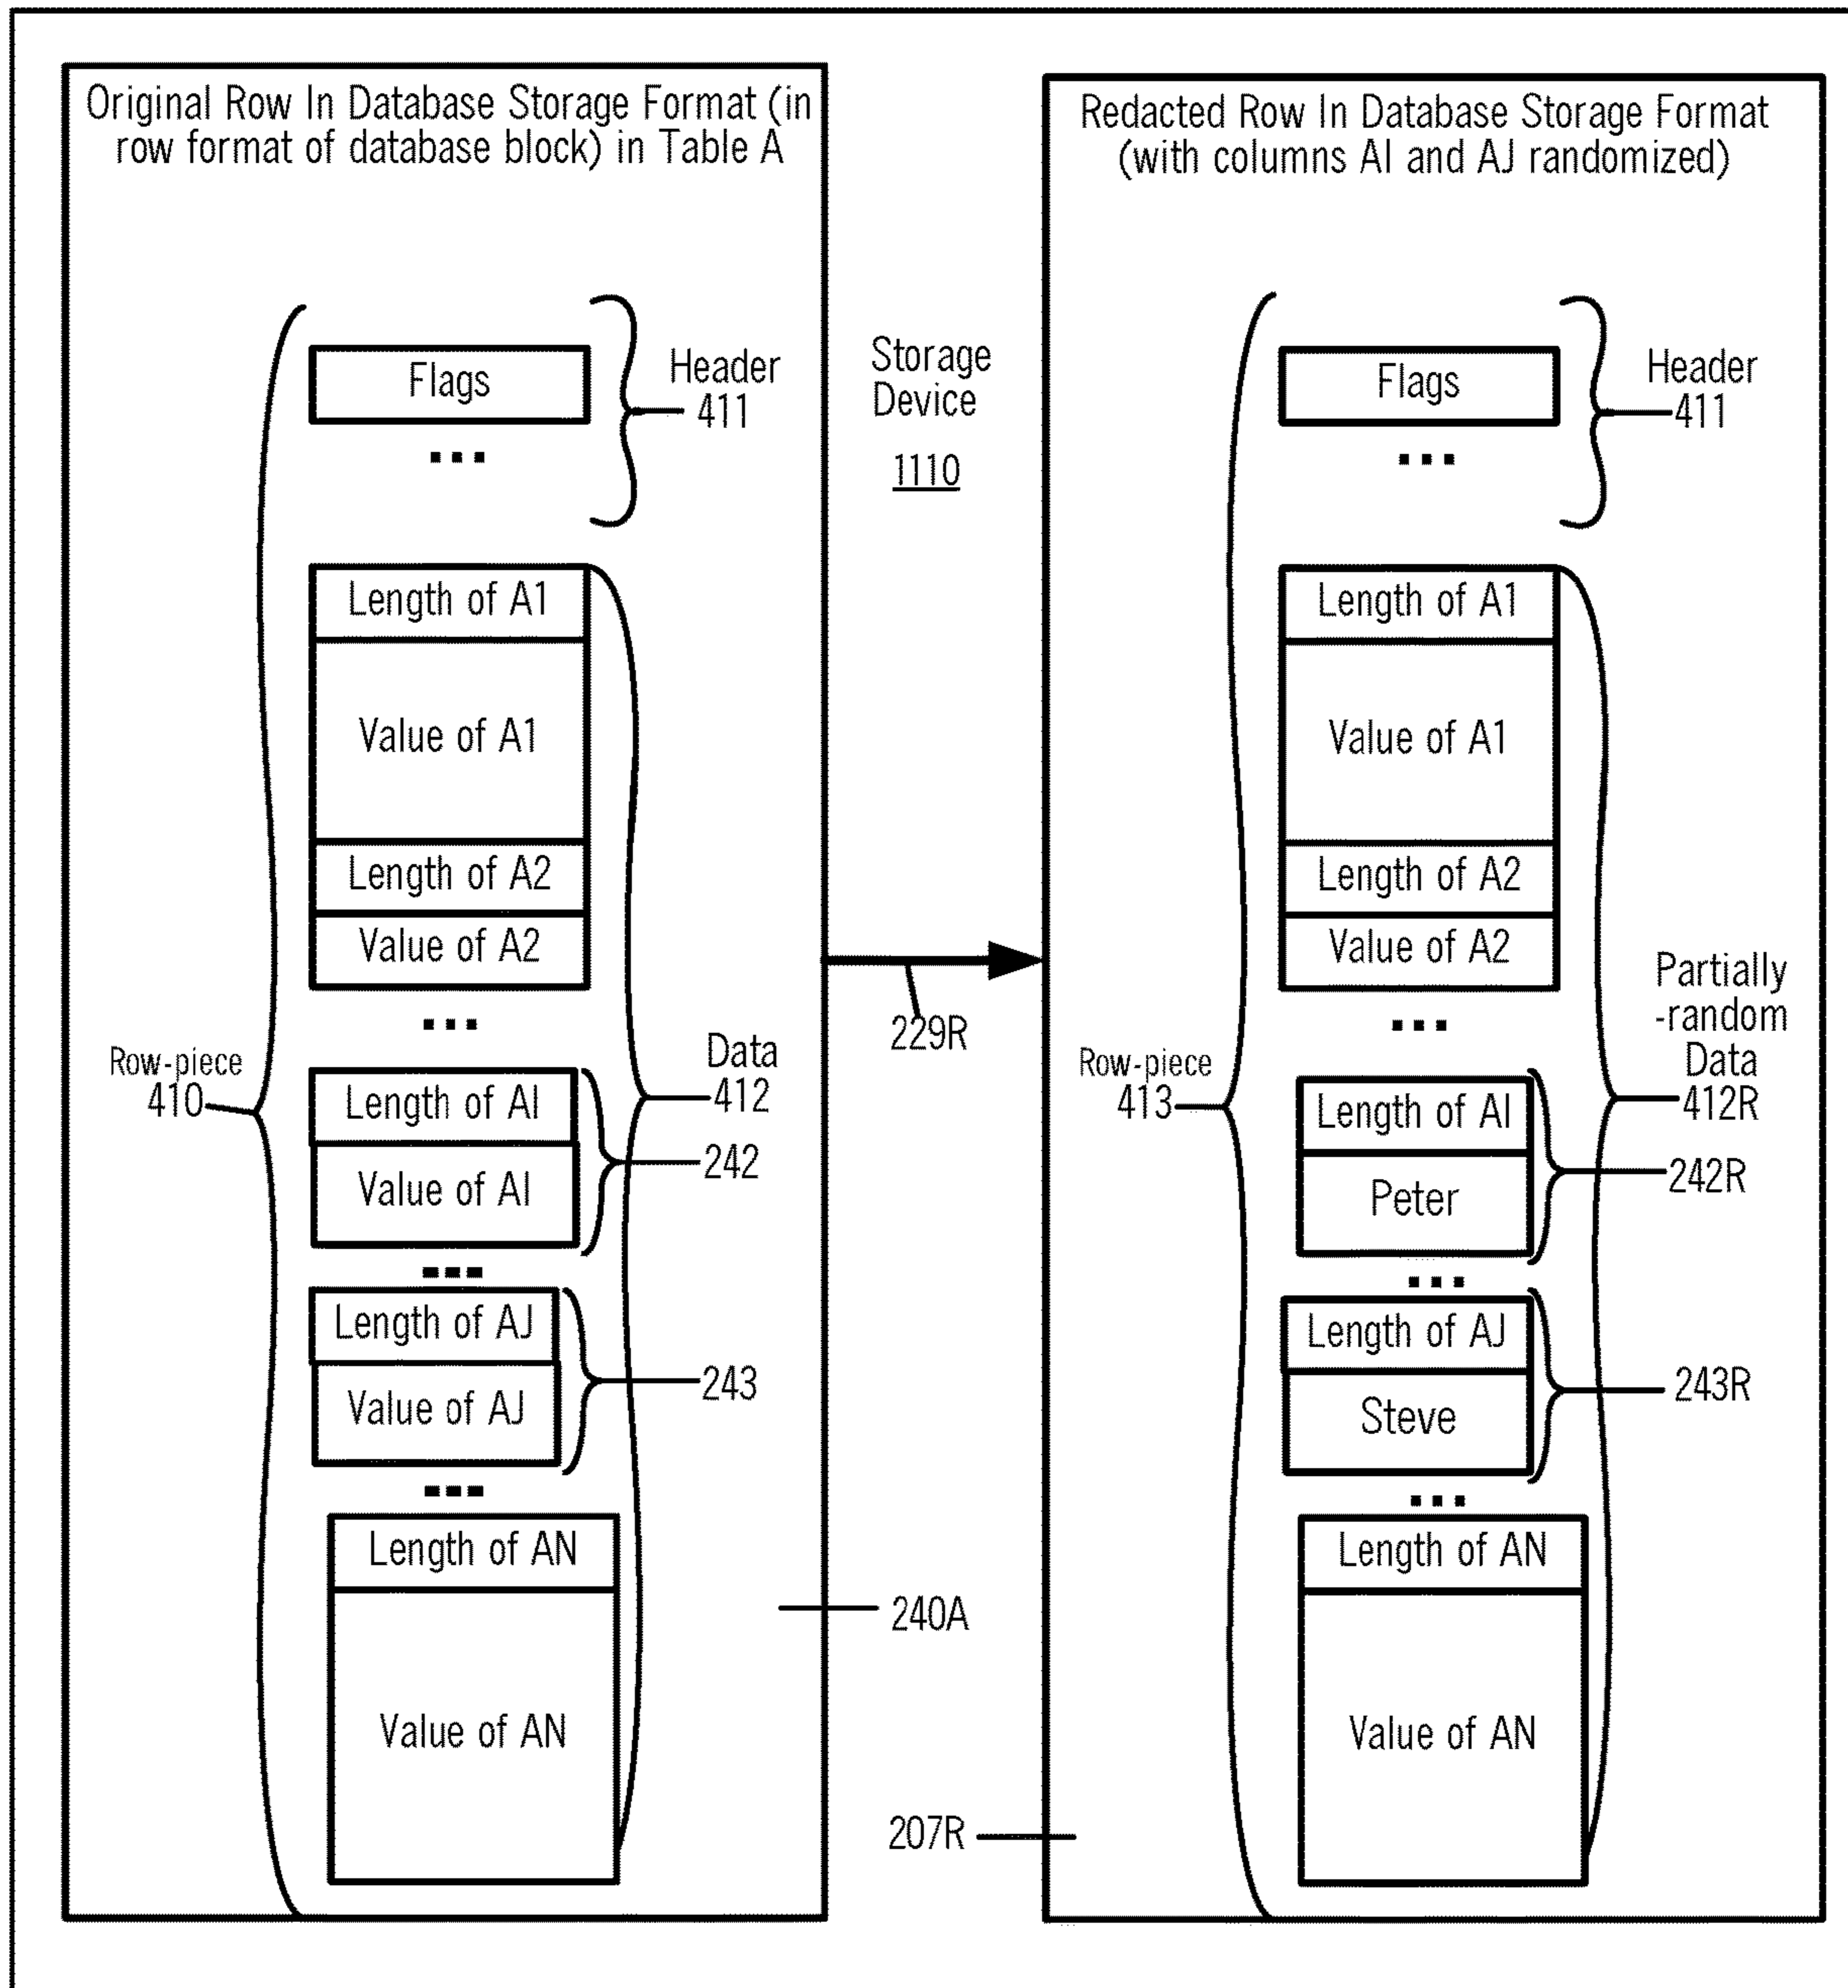 Original Row In Database Storage Format (in
row format of database block) in Table A
Flags
...
Header
411
Length of A1
Value of A1
Length of A2
Value of A2
...
Row-piece
410
Data
412
Length of AI
Value of AI
242
...
Length of AJ
Value of AJ
243
...
Length of AN
Value of AN
Storage
Device
1110
229R
240A
207R
Redacted Row In Database Storage Format
(with columns AI and AJ randomized)
Flags
...
Header
411
Length of A1
Value of A1
Length of A2
Value of A2
...
Row-piece
413
Partially
-random
Data
412R
Length of AI
Peter
242R
...
Length of AJ
Steve
243R
...
Length of AN
Value of AN